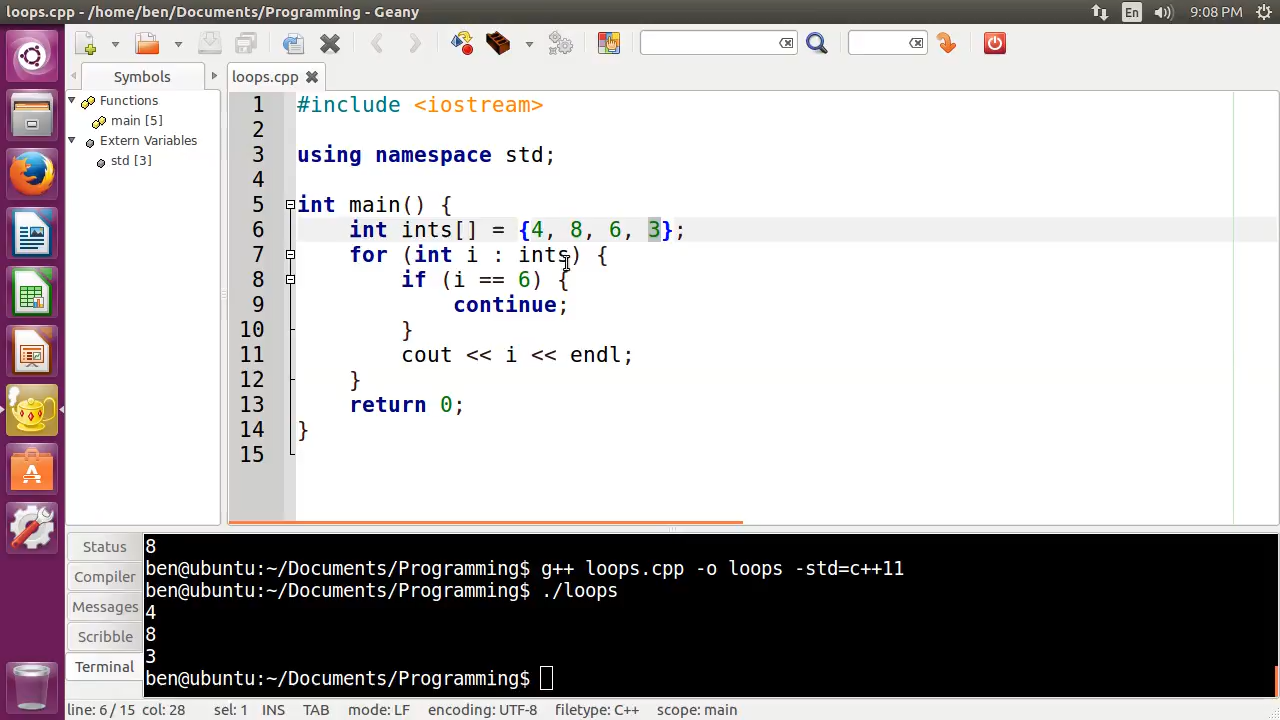 loops.cpp - /home/ben/Documents/Programming - Geany
En
9:08 PM
Symbols
loops.cpp
Functions
main [5]
Extern Variables
std [3]
1 #include <iostream>
2
3 using namespace std;
4
5 int main() {
6 int ints[] = {4, 8, 6, 3};
7 for (int i : ints) {
8 if (i == 6) {
9 continue;
10 }
11 cout << i << endl;
12 }
13 return 0;
14 }
15
Status
Compiler
Messages
Scribble
Terminal
8
ben@ubuntu:~/Documents/Programming$ g++ loops.cpp -o loops -std=c++11
ben@ubuntu:~/Documents/Programming$ ./loops
4
8
3
ben@ubuntu:~/Documents/Programming$
line: 6 / 15 col: 28 sel: 1 INS TAB mode: LF encoding: UTF-8 filetype: C++ scope: main